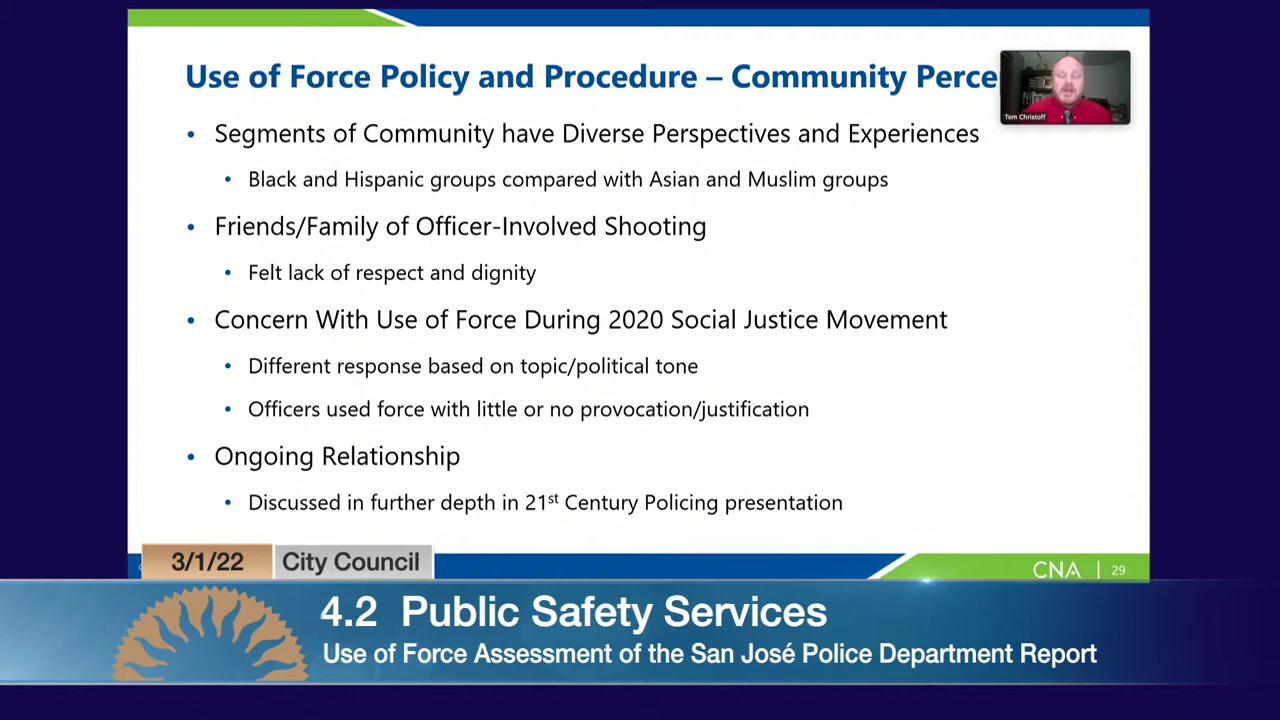 Use of Force Policy and Procedure – Community Perce
Tom Christoff
• Segments of Community have Diverse Perspectives and Experiences
• Black and Hispanic groups compared with Asian and Muslim groups
• Friends/Family of Officer-Involved Shooting
• Felt lack of respect and dignity
• Concern With Use of Force During 2020 Social Justice Movement
• Different response based on topic/political tone
• Officers used force with little or no provocation/justification
• Ongoing Relationship
• Discussed in further depth in 21st Century Policing presentation
CNA | 29
3/1/22 City Council
4.2 Public Safety Services
Use of Force Assessment of the San José Police Department Report